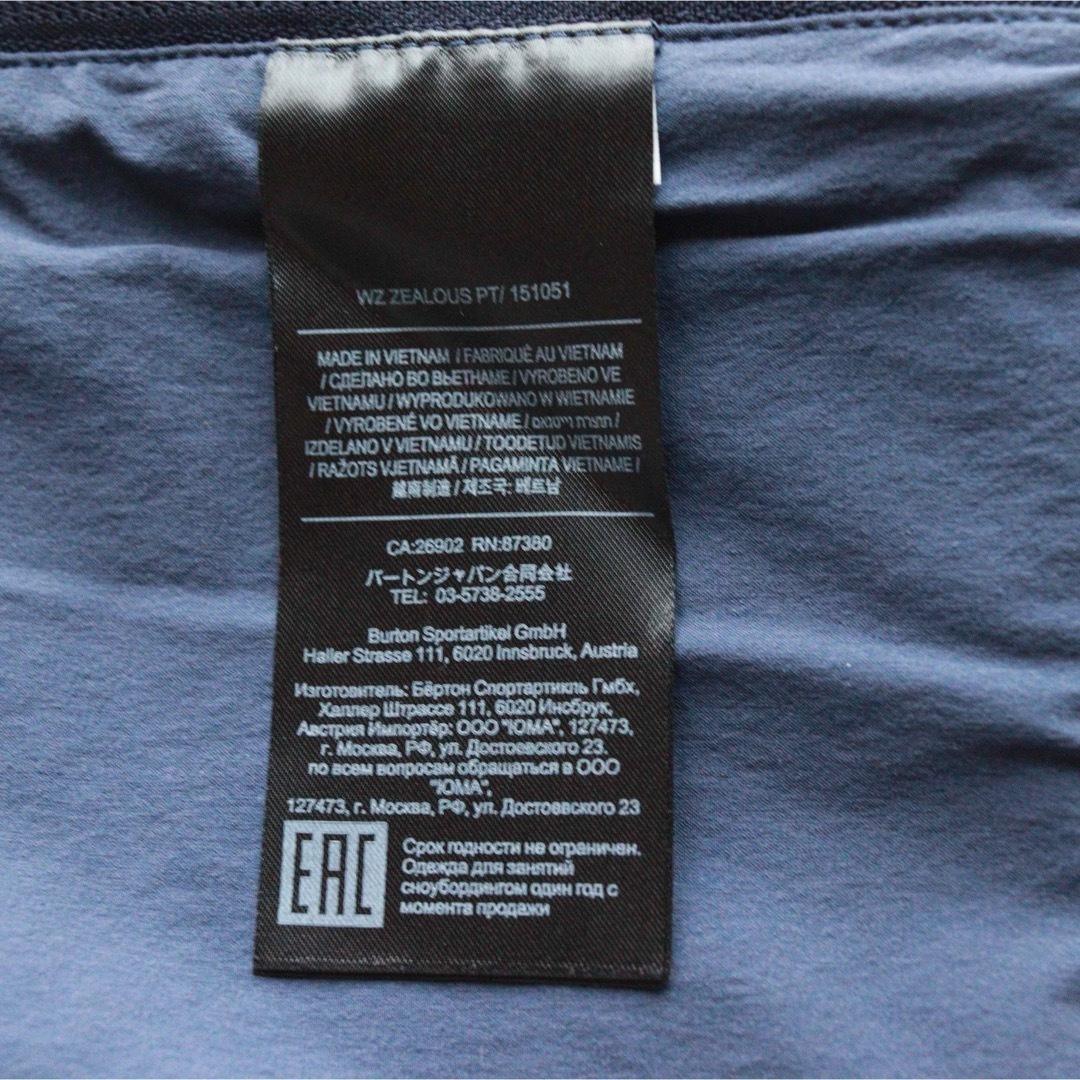 WZ ZEALOUS PT/ 151051
MADE IN VIETNAM / FABRIQUÉ AU VIETNAM
/ СДЕЛАНО ВО ВЬЕТНАМЕ / VYROBENO VE
VIETNAMU / WYPRODUKOWANO W WIETNAMIE
/ VYROBENÉ VO VIETNAME / תוצרת וייטנאם /
IZDELANO V VIETNAMU / TOODETUD VIETNAMIS
/ RAŽOTS VJETNAMĀ / PAGAMINTA VIETNAME /
越南制造 / 제조국: 베트남
CA:26902 RN:87380
バートンジャパン合同会社
TEL: 03-5738-2555
Burton Sportartikel GmbH
Haller Strasse 111, 6020 Innsbruck, Austria
Изготовитель: Бёртон Спортартикль Гмбх,
Халлер Штрассе 111, 6020 Инсбрук,
Австрия Импортёр: ООО "ЮМА", 127473,
г. Москва, РФ, ул. Достоевского 23,
по всем вопросам обращаться в ООО
"ЮМА",
127473, г. Москва, РФ, ул. Достоевского 23
EAC
Срок годности не ограничен.
Одежда для занятий
сноубордингом один год с
момента продажи